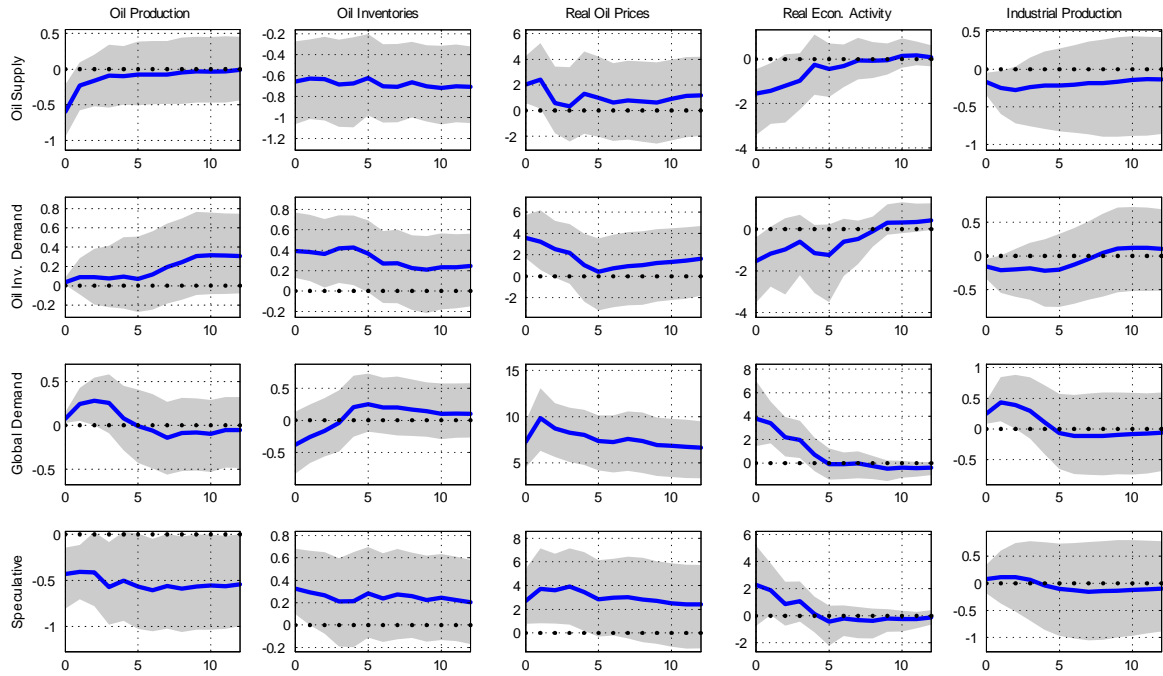 Oil Production Oil Inventories Real Oil Prices Real Econ. Activity Industrial Production
Oil Supply
0.5 0 -0.5 -1 0 5 10
-0.2 -0.4 -0.6 -0.8 -1 -1.2 0 5 10
6 4 2 0 -2 0 5 10
0 -2 -4 0 5 10
0.5 0 -0.5 -1 0 5 10
Oil Inv. Demand
0.8 0.6 0.4 0.2 0 -0.2 0 5 10
0.8 0.6 0.4 0.2 0 -0.2 0 5 10
6 4 2 0 -2 0 5 10
0 -2 -4 0 5 10
0.5 0 -0.5 0 5 10
Global Demand
0.5 0 -0.5 0 5 10
0.5 0 -0.5 0 5 10
15 10 5 0 5 10
8 6 4 2 0 0 5 10
1 0.5 0 -0.5 0 5 10
Speculative
0 -0.5 -1 0 5 10
0.8 0.6 0.4 0.2 0 -0.2 0 5 10
8 6 4 2 0 0 5 10
6 4 2 0 -2 0 5 10
0.5 0 -0.5 -1 0 5 10